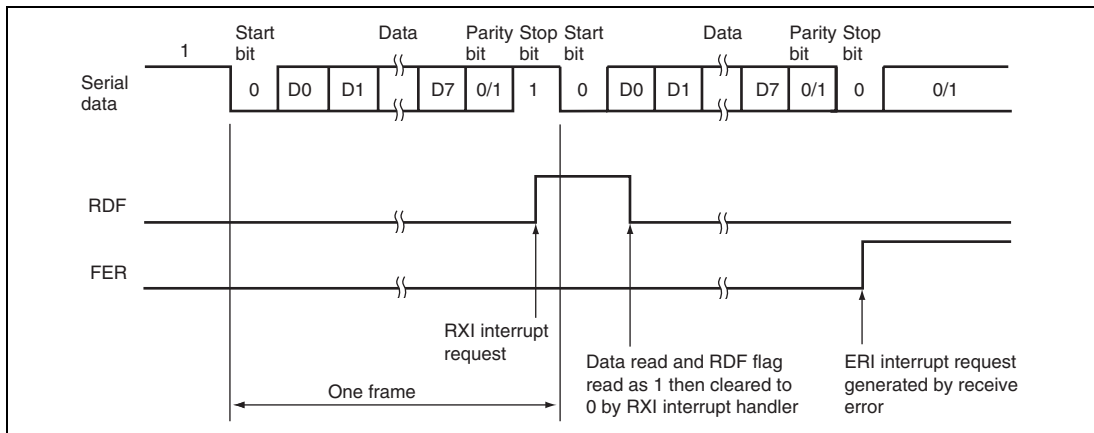 Start bit Data Parity bit Stop bit Start bit Data Parity bit Stop bit
1
Serial data
0 D0 D1 D7 0/1 1 0 D0 D1 D7 0/1 0 0/1
RDF
FER
RXI interrupt
request
Data read and RDF flag
read as 1 then cleared to
0 by RXI interrupt handler
ERI interrupt request
generated by receive
error
One frame